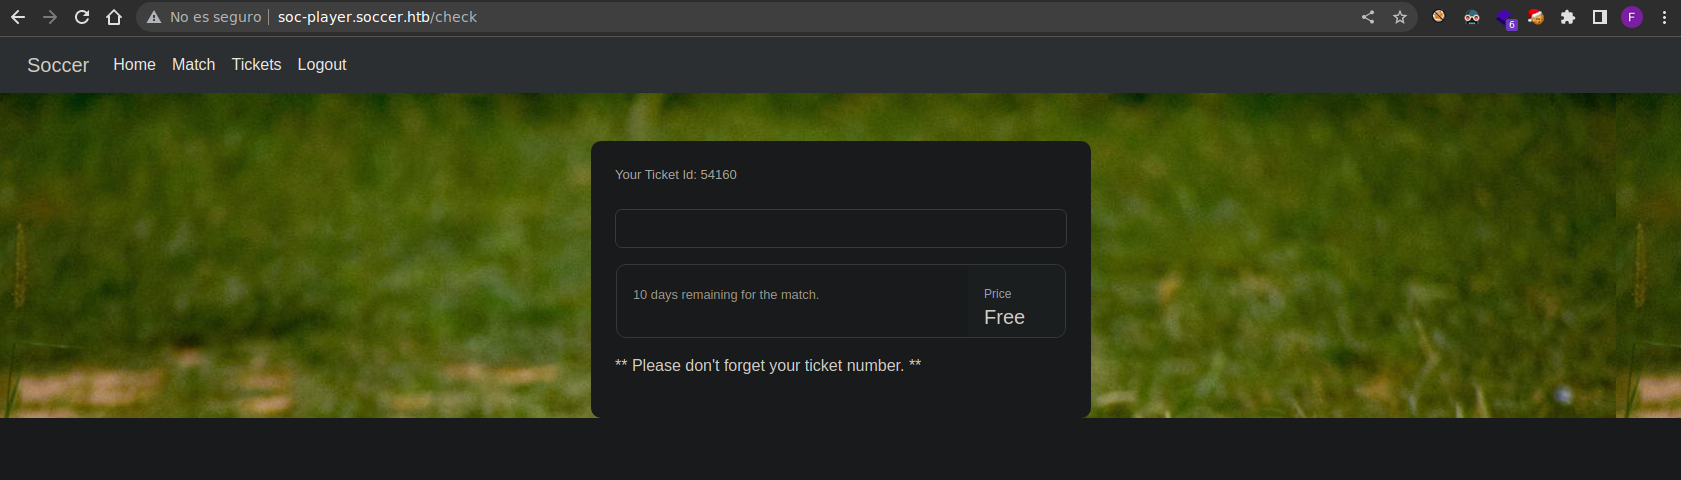 No es seguro | soc-player.soccer.htb/check
6
F
Soccer Home Match Tickets Logout
Your Ticket Id: 54160
10 days remaining for the match.
Price
Free
** Please don't forget your ticket number. **